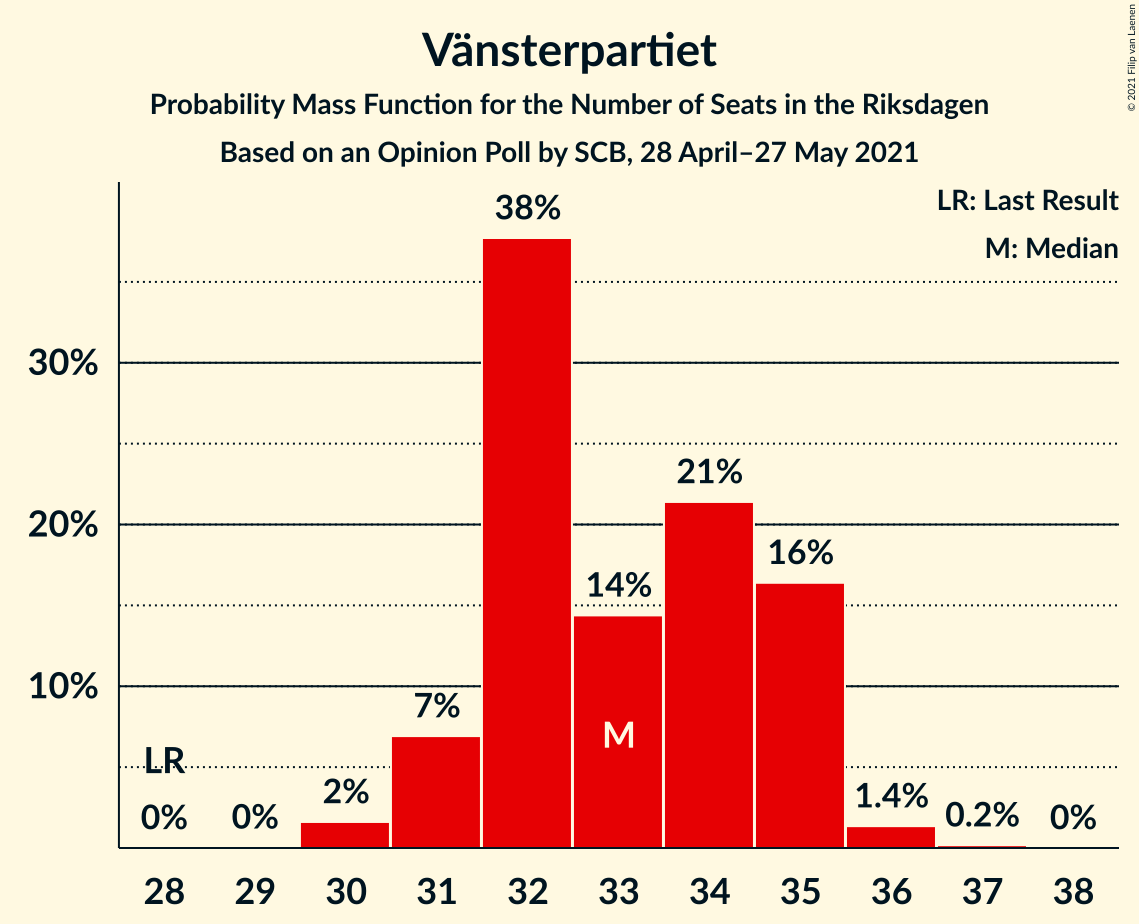 Vänsterpartiet
Probability Mass Function for the Number of Seats in the Riksdagen
Based on an Opinion Poll by SCB, 28 April–27 May 2021
© 2021 Filip van Laenen
LR: Last Result
M: Median
38%
30%
21%
20%
16%
14%
10%
7%
M
LR
2%
1.4%
0.2%
0%
0%
0%
28 29 30 31 32 33 34 35 36 37 38